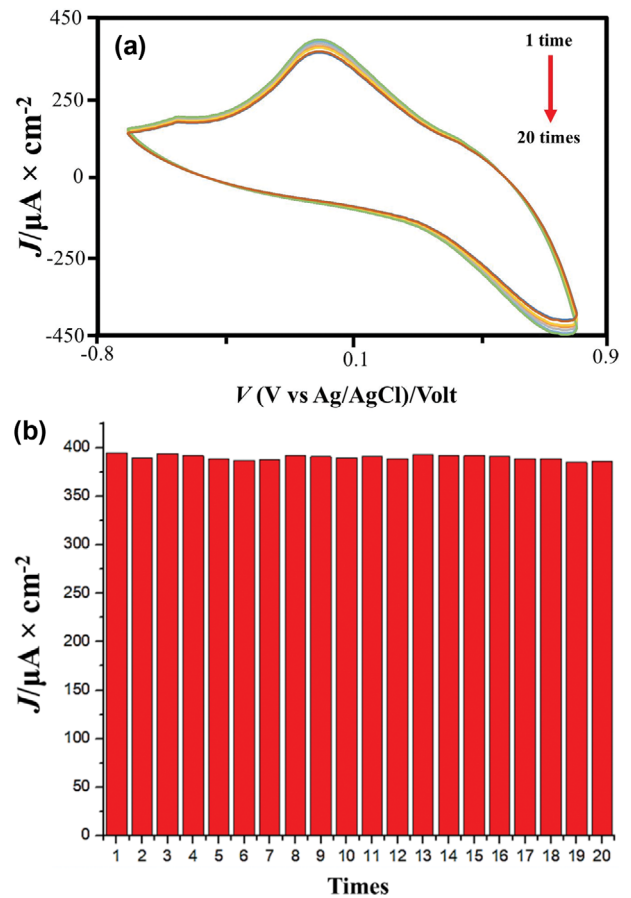 (a)
450
250
0
-250
-450
J/μA × cm-2
1 time
20 times
-0.8
0.1
0.9
V (V vs Ag/AgCl)/Volt
(b)
400
350
300
250
200
150
100
50
0
J/μA × cm-2
1 2 3 4 5 6 7 8 9 10 11 12 13 14 15 16 17 18 19 20
Times